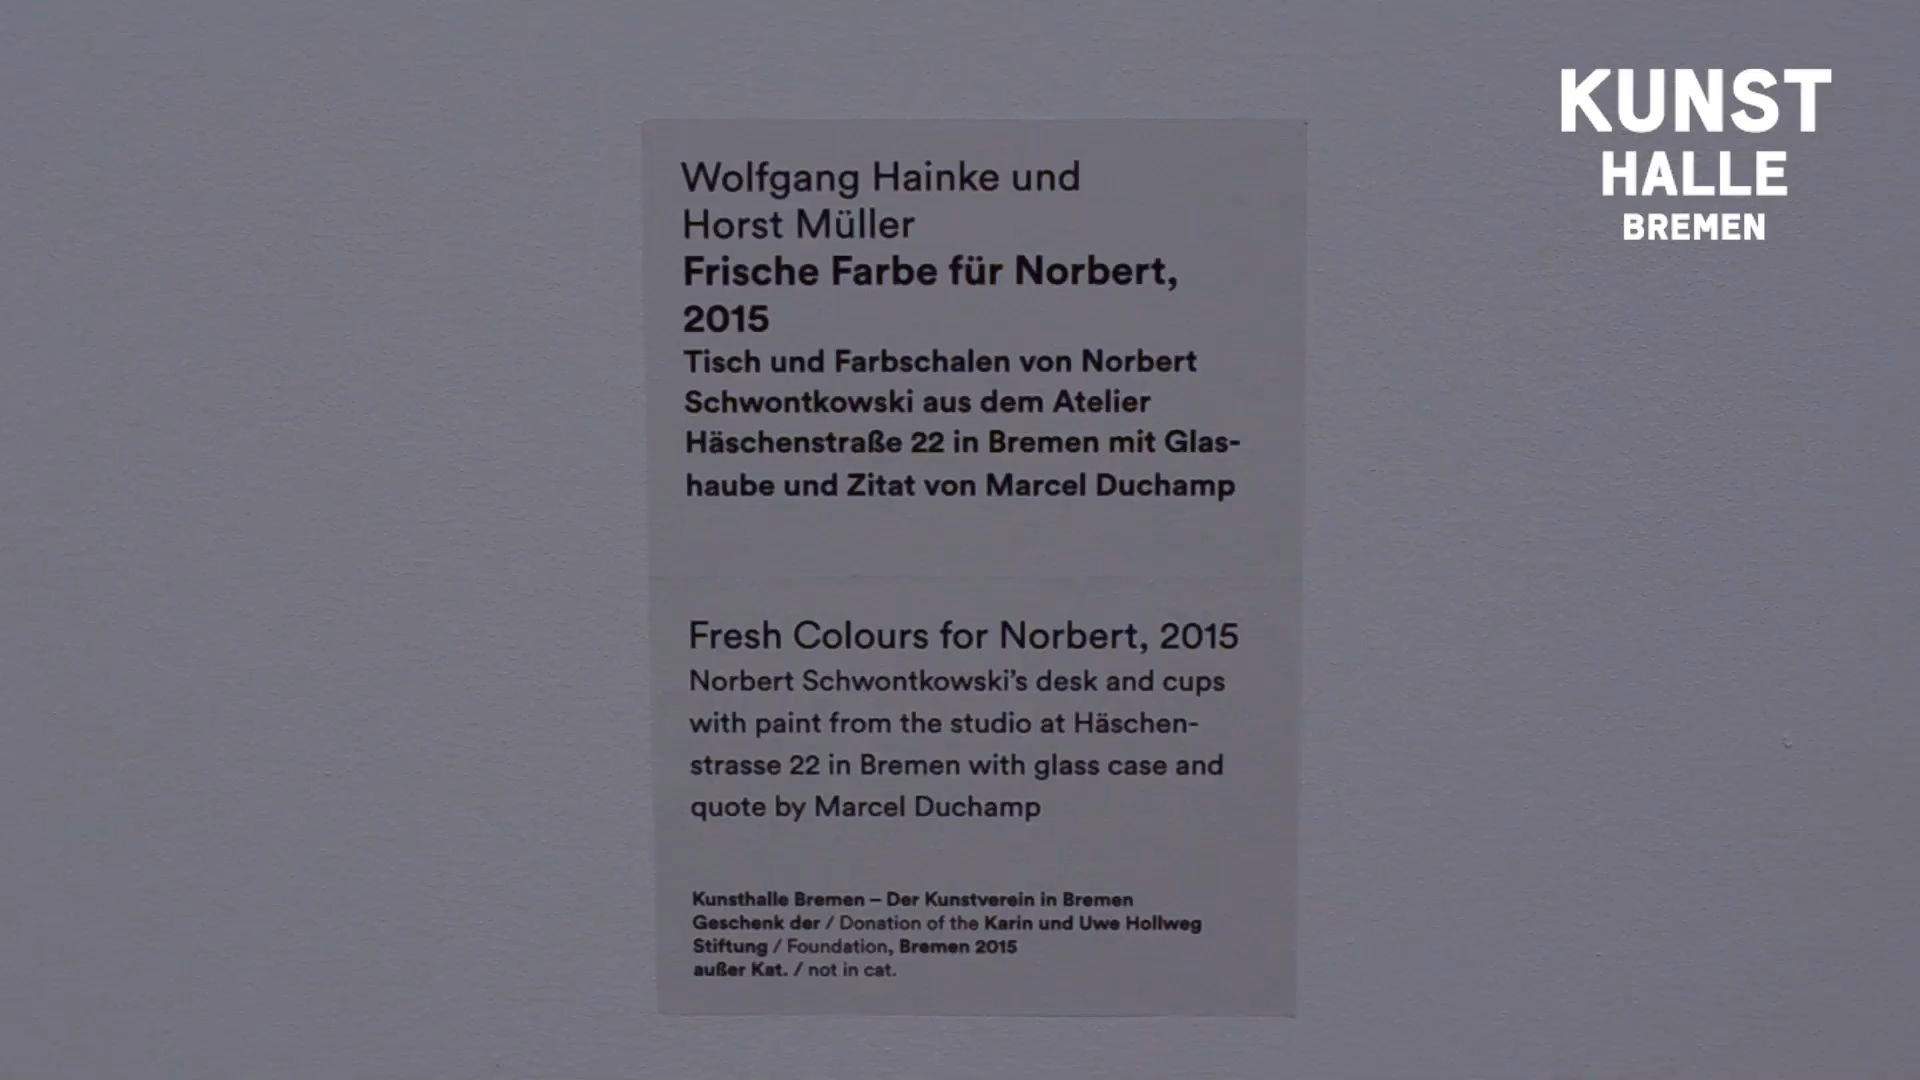 Wolfgang Hainke und
Horst Müller
Frische Farbe für Norbert,
2015
Tisch und Farbschalen von Norbert
Schwontkowski aus dem Atelier
Häschenstraße 22 in Bremen mit Glas-
haube und Zitat von Marcel Duchamp
Fresh Colours for Norbert, 2015
Norbert Schwontkowski’s desk and cups
with paint from the studio at Häschen-
strasse 22 in Bremen with glass case and
quote by Marcel Duchamp
Kunsthalle Bremen – Der Kunstverein in Bremen
Geschenk der / Donation of the Karin und Uwe Hollweg
Stiftung / Foundation, Bremen 2015
außer Kat. / not in cat.
KUNST
HALLE
BREMEN